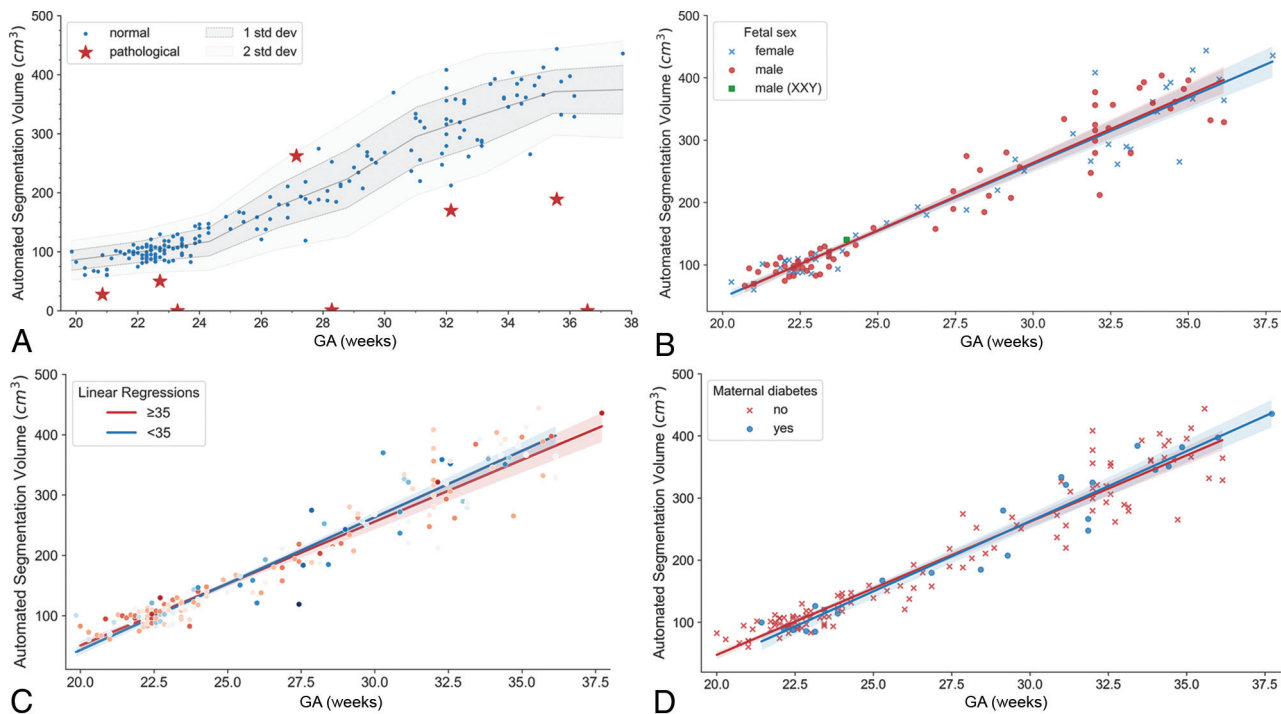 Automated Segmentation Volume (cm³)
500
400
300
200
100
0
normal
pathological
1 std dev
2 std dev
20 22 24 26 28 30 32 34 36 38
GA (weeks)
A
Automated Segmentation Volume (cm³)
500
400
300
200
100
Fetal sex
female
male
male (XXY)
20.0 22.5 25.0 27.5 30.0 32.5 35.0 37.5
GA (weeks)
B
Automated Segmentation Volume (cm³)
500
400
300
200
100
Linear Regressions
≥35
<35
20.0 22.5 25.0 27.5 30.0 32.5 35.0 37.5
GA (weeks)
C
Automated Segmentation Volume (cm³)
500
400
300
200
100
Maternal diabetes
no
yes
20.0 22.5 25.0 27.5 30.0 32.5 35.0 37.5
GA (weeks)
D